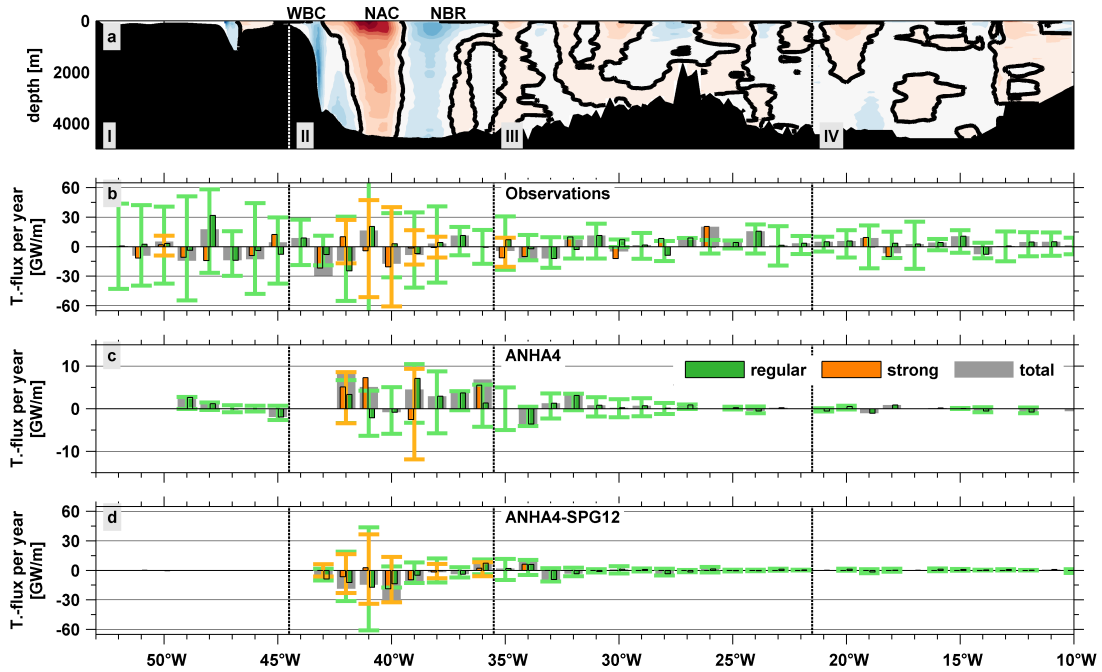 WBC NAC NBR
0
2000
4000
depth [m]
a
I II III IV
b
Observations
60
30
0
-30
-60
T.-flux per year
[GW/m]
c
ANHA4
regular strong total
10
0
-10
T.-flux per year
[GW/m]
d
ANHA4-SPG12
60
30
0
-30
-60
T.-flux per year
[GW/m]
50°W 45°W 40°W 35°W 30°W 25°W 20°W 15°W 10°W